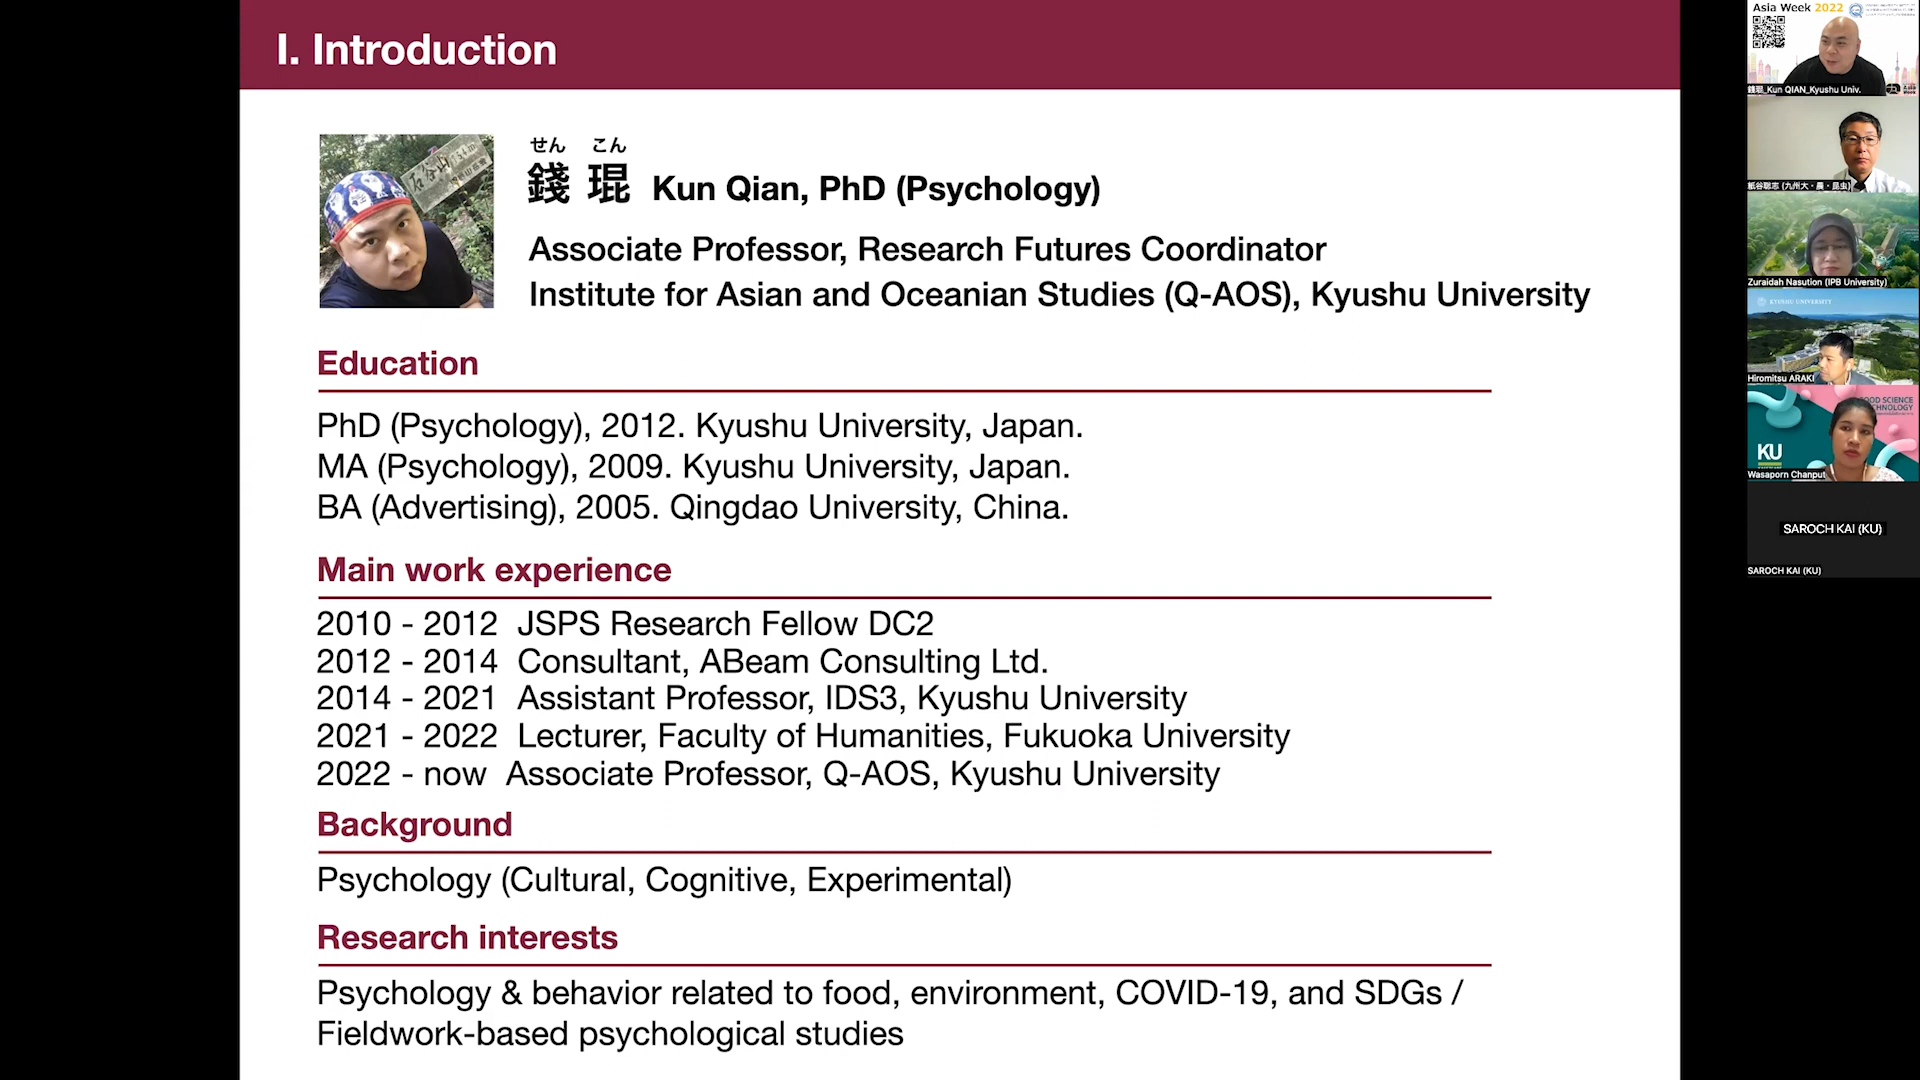 I. Introduction
せん こん
錢 琨 Kun Qian, PhD (Psychology)
Associate Professor, Research Futures Coordinator
Institute for Asian and Oceanian Studies (Q-AOS), Kyushu University
Education
PhD (Psychology), 2012. Kyushu University, Japan.
MA (Psychology), 2009. Kyushu University, Japan.
BA (Advertising), 2005. Qingdao University, China.
Main work experience
2010 - 2012 JSPS Research Fellow DC2
2012 - 2014 Consultant, ABeam Consulting Ltd.
2014 - 2021 Assistant Professor, IDS3, Kyushu University
2021 - 2022 Lecturer, Faculty of Humanities, Fukuoka University
2022 - now Associate Professor, Q-AOS, Kyushu University
Background
Psychology (Cultural, Cognitive, Experimental)
Research interests
Psychology & behavior related to food, environment, COVID-19, and SDGs /
Fieldwork-based psychological studies
Asia Week 2022
錢琨_Kun QIAN_Kyushu Univ.
紙谷聡志 (九州大・農・昆虫)
Zuraidah Nasution (IPB University)
KYUSHU UNIVERSITY
Hiromitsu ARAKI
OOD SCIENCE
CHNOLOGY
KU
Wasaporn Chanput
SAROCH KAI (KU)
SAROCH KAI (KU)